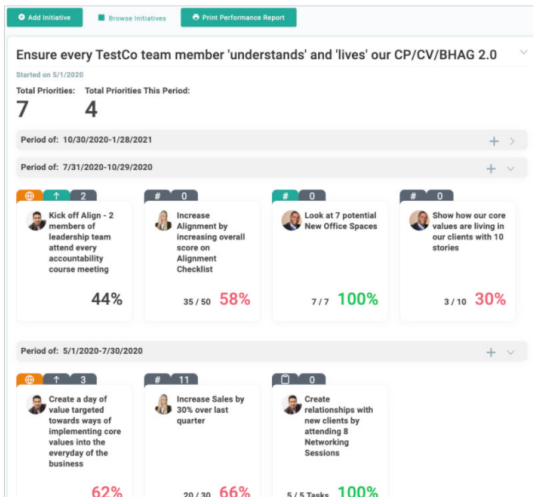 Add Initiative
Browse Initiatives
Print Performance Report
Ensure every TestCo team member 'understands' and 'lives' our CP/CV/BHAG 2.0
Started on 5/1/2020
Total Priorities: Total Priorities This Period:
7 4
Period of: 10/30/2020-1/28/2021
Period of: 7/31/2020-10/29/2020
2
Kick off Align - 2
members of
leadership team
attend every
accountability
course meeting
44%
# 0
Increase
Alignment by
increasing overall
score on
Alignment
Checklist
35 / 50 58%
# 0
Look at 7 potential
New Office Spaces
7 / 7 100%
# 0
Show how our core
values are living in
our clients with 10
stories
3 / 10 30%
Period of: 5/1/2020-7/30/2020
3
Create a day of
value targeted
towards ways of
implementing core
values into the
everyday of the
business
62%
# 11
Increase Sales by
30% over last
quarter
20 / 30 66%
0
Create
relationships with
new clients by
attending 8
Networking
Sessions
5 / 5 Tasks 100%